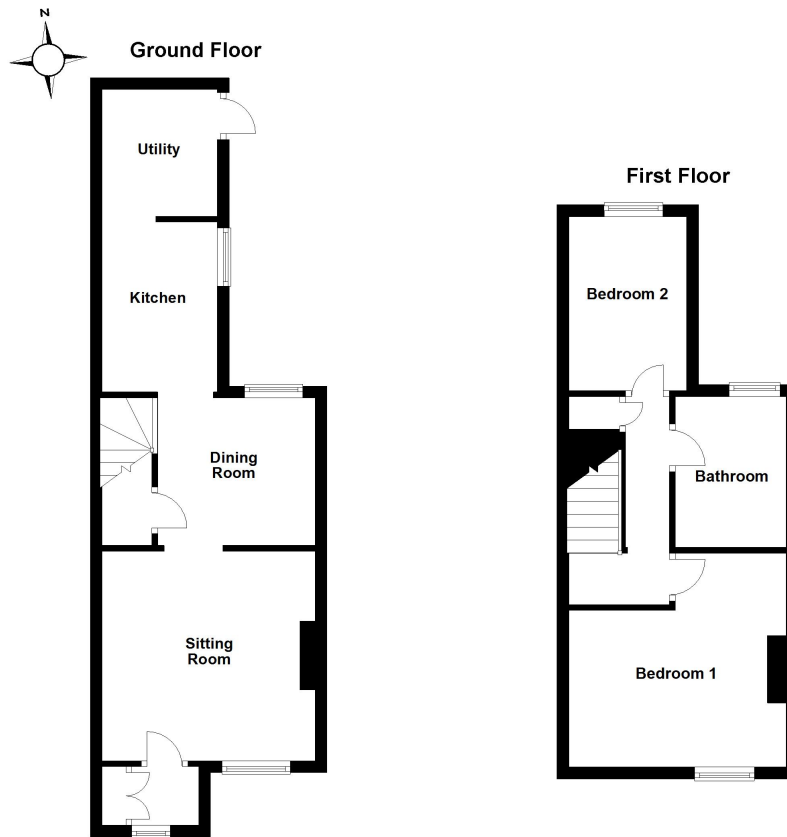 N
Ground Floor
Utility
Kitchen
Dining
Room
Sitting
Room
First Floor
Bedroom 2
Bathroom
Bedroom 1